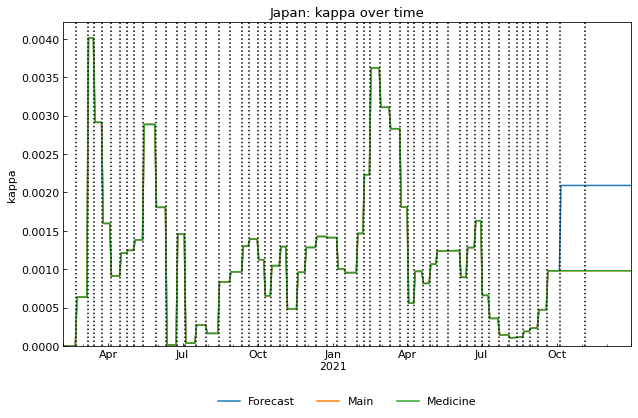 Japan: kappa over time
0.0040
0.0035
0.0030
0.0025
0.0020
0.0015
0.0010
0.0005
0.0000
kappa
Apr Jul Oct Jan Apr Jul Oct
2021
Forecast Main Medicine